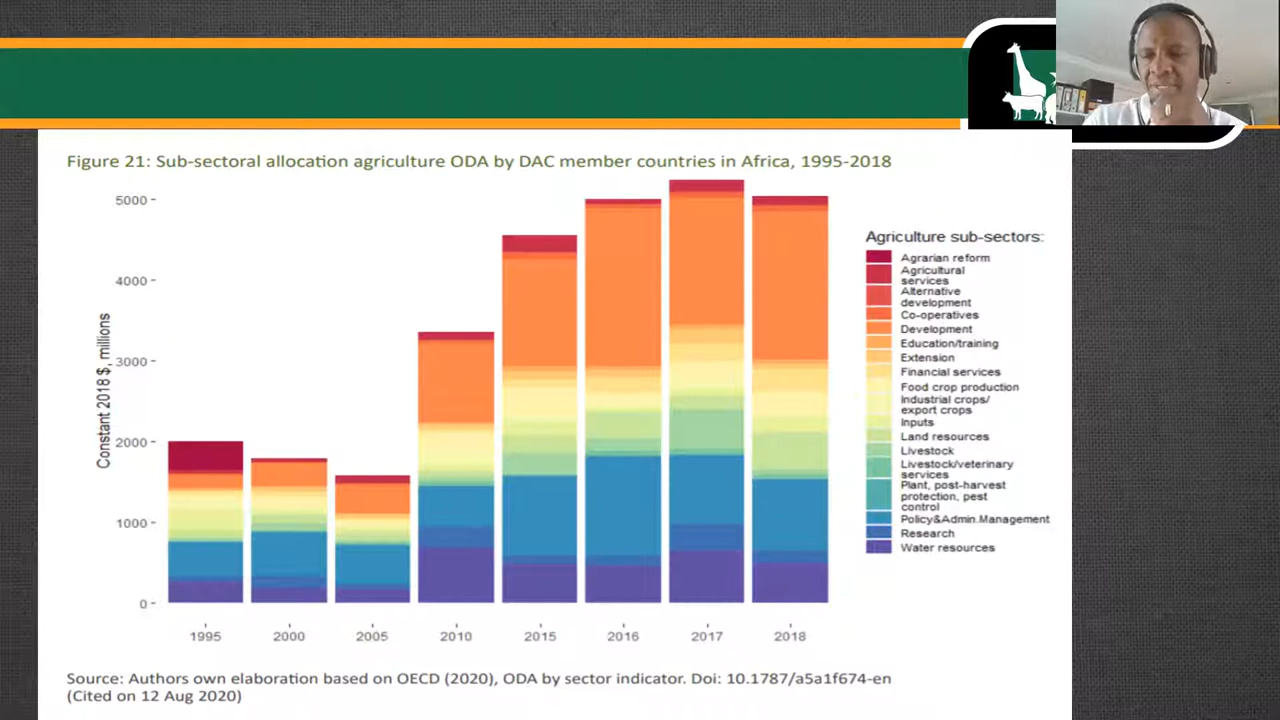 Figure 21: Sub-sectoral allocation agriculture ODA by DAC member countries in Africa, 1995-2018
5000
4000
3000
2000
1000
0
Constant 2018 $, millions
1995 2000 2005 2010 2015 2016 2017 2018
Agriculture sub-sectors:
Agrarian reform
Agricultural
services
Alternative
development
Co-operatives
Development
Education/training
Extension
Financial services
Food crop production
Industrial crops/
export crops
Inputs
Land resources
Livestock
Livestock/veterinary
services
Plant, post-harvest
protection, pest
control
Policy&Admin.Management
Research
Water resources
Source: Authors own elaboration based on OECD (2020), ODA by sector indicator. Doi: 10.1787/a5a1f674-en
(Cited on 12 Aug 2020)